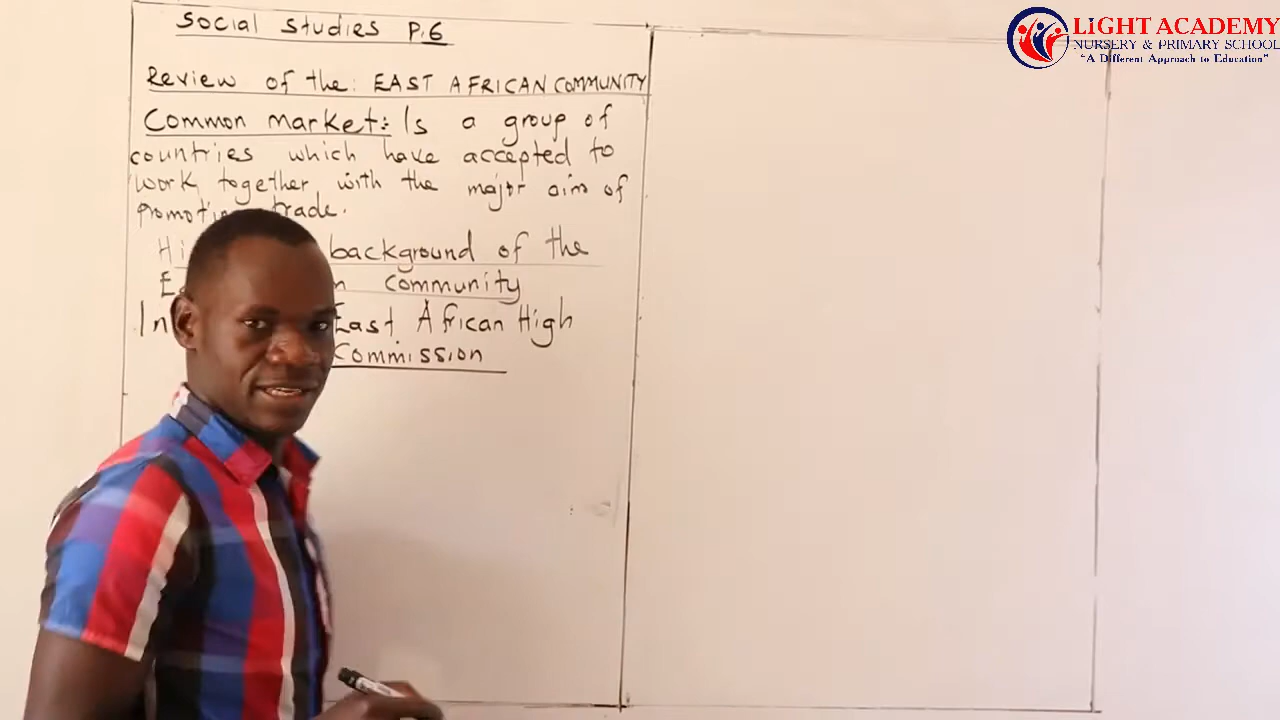 Social Studies P.6
Review of the: EAST AFRICAN COMMUNITY
Common market: Is a group of
countries which have accepted to
work together with the major aim of
promoting trade.
background of the
community
East African High
Commission
LIGHT ACADEMY
NURSERY & PRIMARY SCHOOL
"A Different Approach to Education"